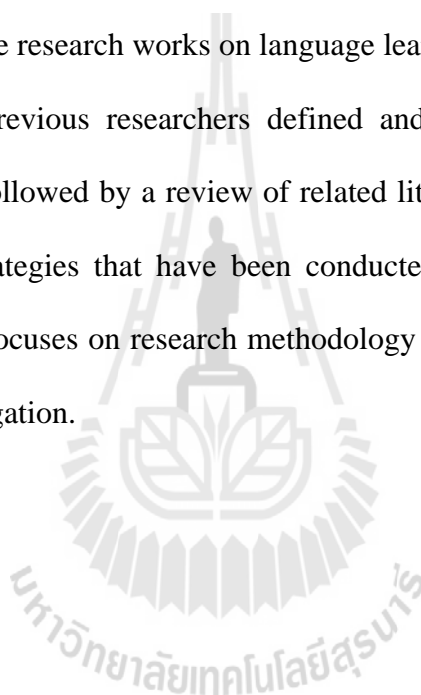 e research works on language lea
revious researchers defined and
ollowed by a review of related lit
ategies that have been conducte
ocuses on research methodology
gation.
มหาวิทยาลัยเทคโนโลยีสุรนารี